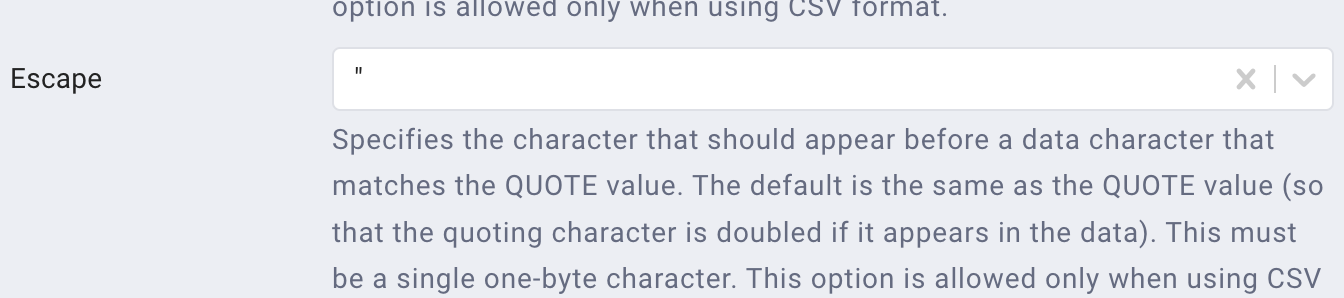 option is allowed only when using CSV format.
Escape
"
Specifies the character that should appear before a data character that
matches the QUOTE value. The default is the same as the QUOTE value (so
that the quoting character is doubled if it appears in the data). This must
be a single one-byte character. This option is allowed only when using CSV